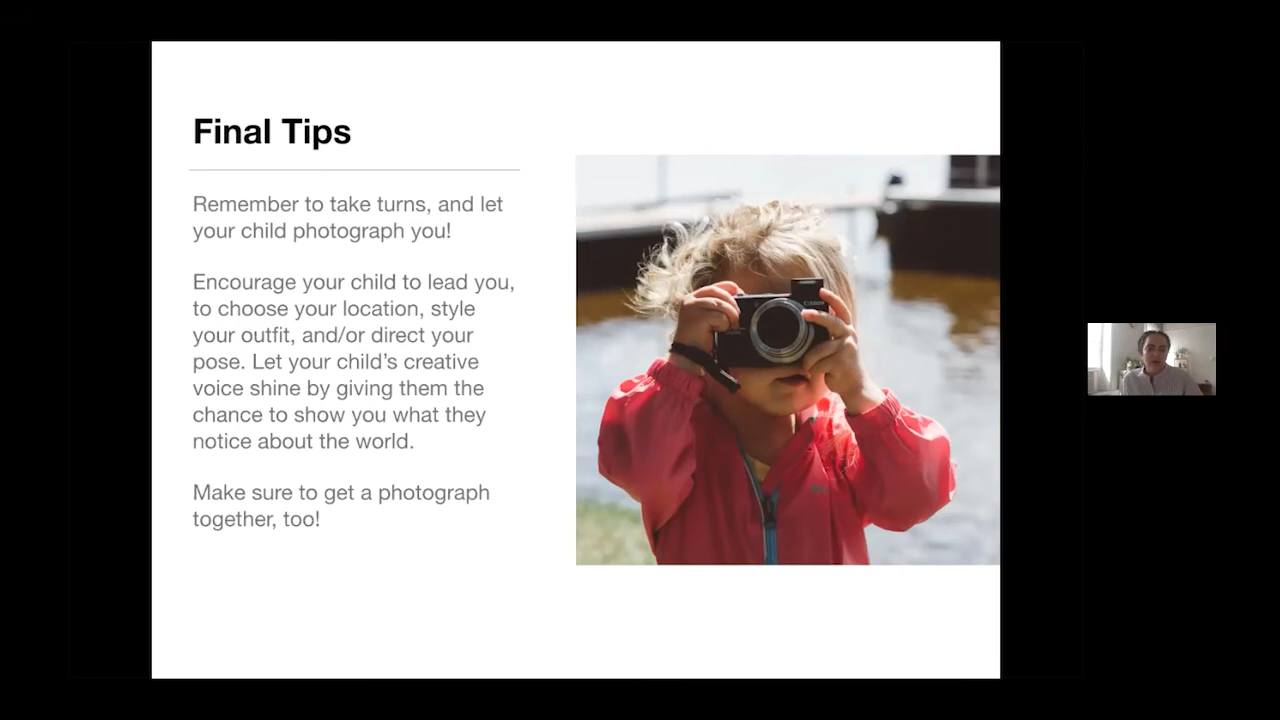 Final Tips
Remember to take turns, and let
your child photograph you!
Encourage your child to lead you,
to choose your location, style
your outfit, and/or direct your
pose. Let your child’s creative
voice shine by giving them the
chance to show you what they
notice about the world.
Make sure to get a photograph
together, too!
Canon